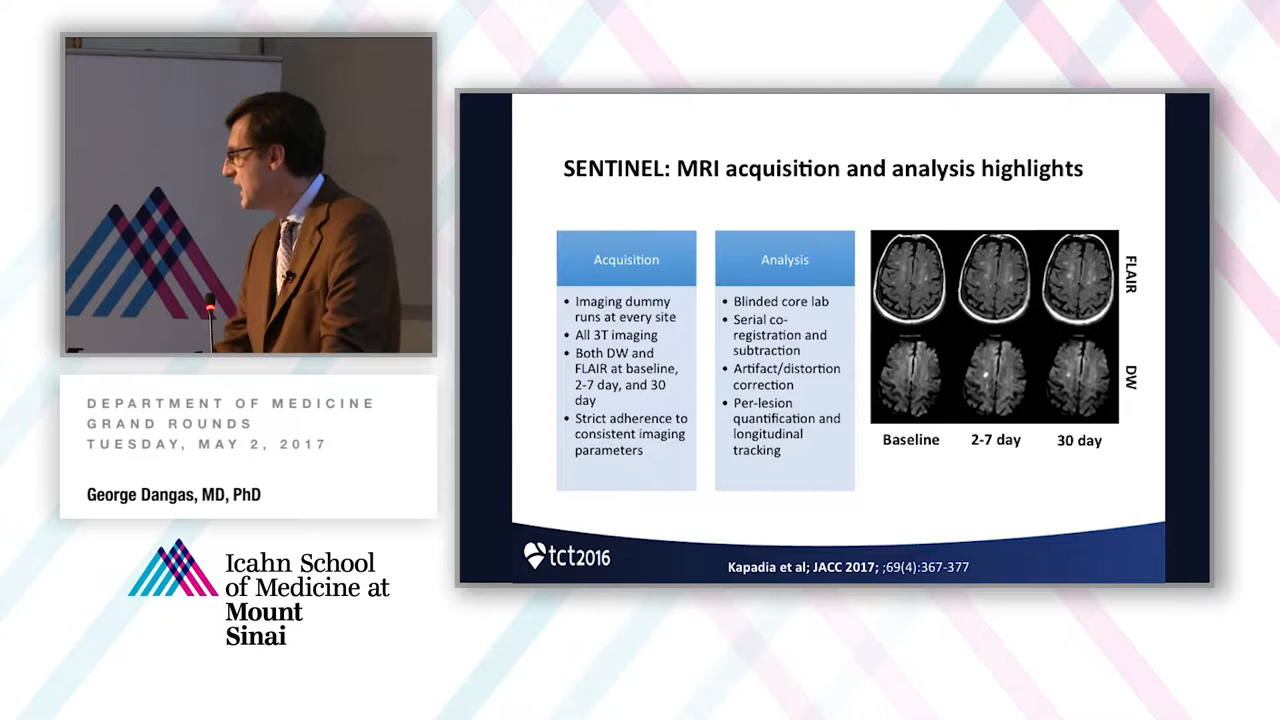 DEPARTMENT OF MEDICINE
GRAND ROUNDS
TUESDAY, MAY 2, 2017
George Dangas, MD, PhD
Icahn School
of Medicine at
Mount
Sinai
SENTINEL: MRI acquisition and analysis highlights
Acquisition
• Imaging dummy
runs at every site
• All 3T imaging
• Both DW and
FLAIR at baseline,
2-7 day, and 30
day
• Strict adherence to
consistent imaging
parameters
Analysis
• Blinded core lab
• Serial co-
registration and
subtraction
• Artifact/distortion
correction
• Per-lesion
quantification and
longitudinal
tracking
FLAIR
DW
Baseline
2-7 day
30 day
tct2016
Kapadia et al; JACC 2017; ;69(4):367-377